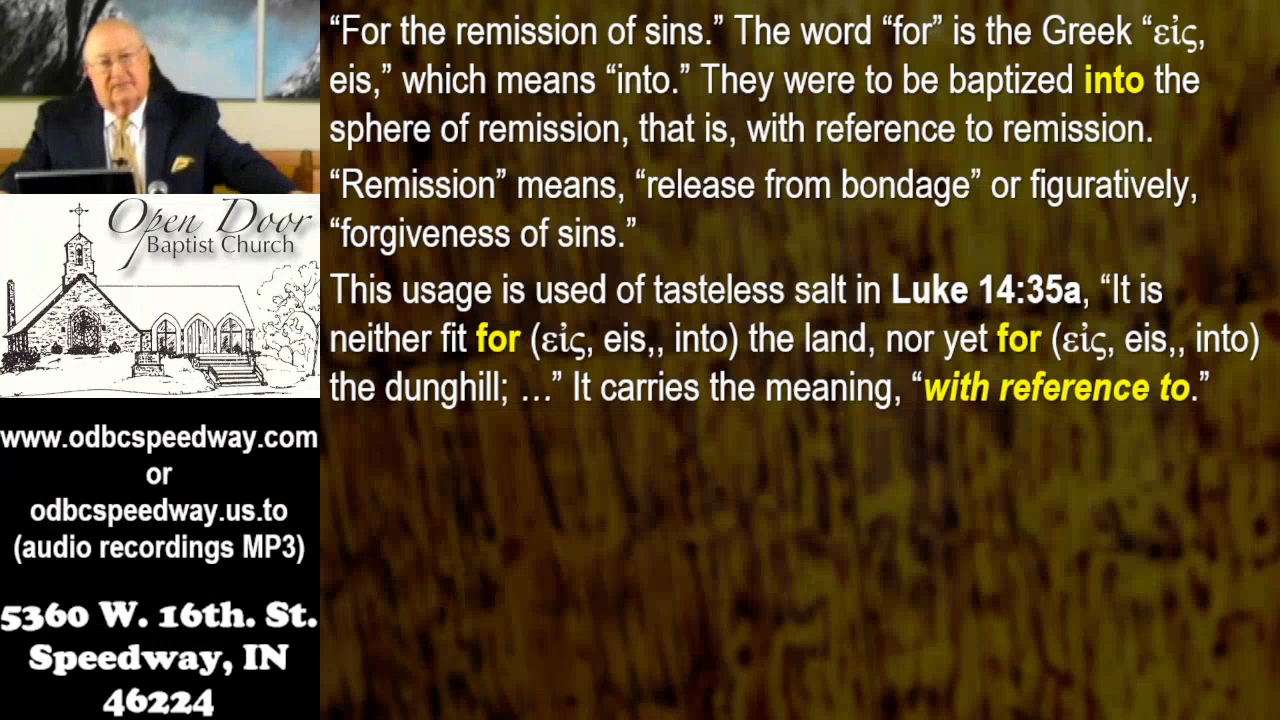 “For the remission of sins.” The word “for” is the Greek “εἰς,
eis,” which means “into.” They were to be baptized into the
sphere of remission, that is, with reference to remission.
“Remission” means, “release from bondage” or figuratively,
“forgiveness of sins.”
This usage is used of tasteless salt in Luke 14:35a, “It is
neither fit for (εἰς, eis,, into) the land, nor yet for (εἰς, eis,, into)
the dunghill; …” It carries the meaning, “with reference to.”
Open Door
Baptist Church
www.odbcspeedway.com
or
odbcspeedway.us.to
(audio recordings MP3)
5360 W. 16th. St.
Speedway, IN
46224